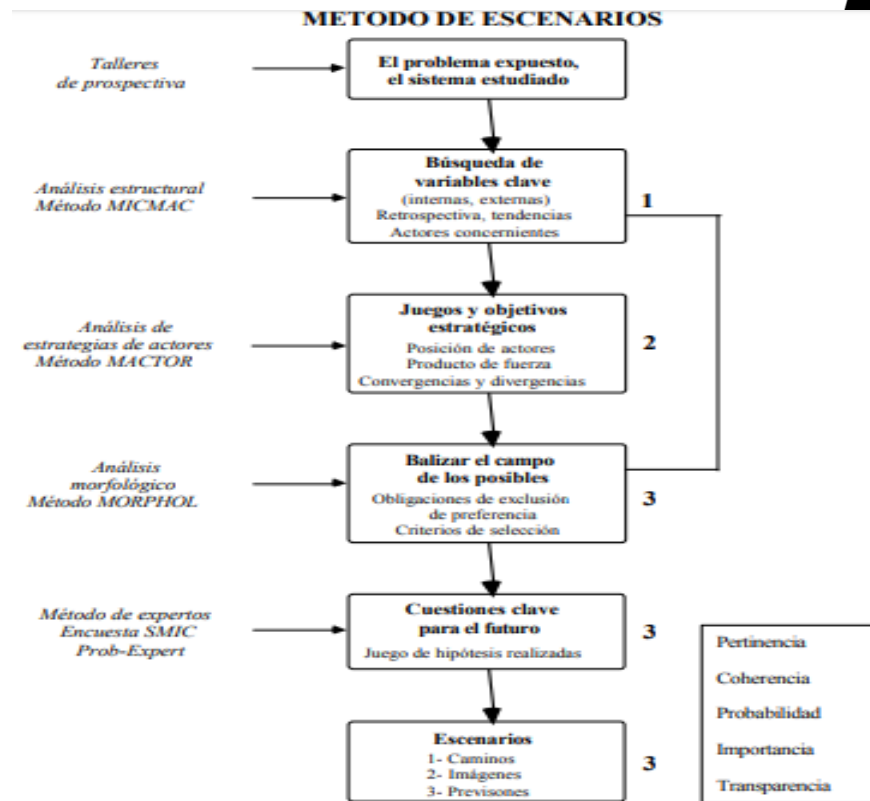 METODO DE ESCENARIOS
Talleres
de prospectiva
El problema expuesto,
el sistema estudiado
Análisis estructural
Método MICMAC
Búsqueda de
variables clave
(internas, externas)
Retrospectiva, tendencias
Actores concernientes
1
Análisis de
estrategias de actores
Método MACTOR
Juegos y objetivos
estratégicos
Posición de actores
Producto de fuerza
Convergencias y divergencias
2
Análisis
morfológico
Método MORPHOL
Balizar el campo
de los posibles
Obligaciones de exclusión
de preferencia
Criterios de selección
3
Método de expertos
Encuesta SMIC
Prob-Expert
Cuestiones clave
para el futuro
Juego de hipótesis realizadas
3
Escenarios
1- Caminos
2- Imágenes
3- Previsones
3
Pertinencia
Coherencia
Probabilidad
Importancia
Transparencia